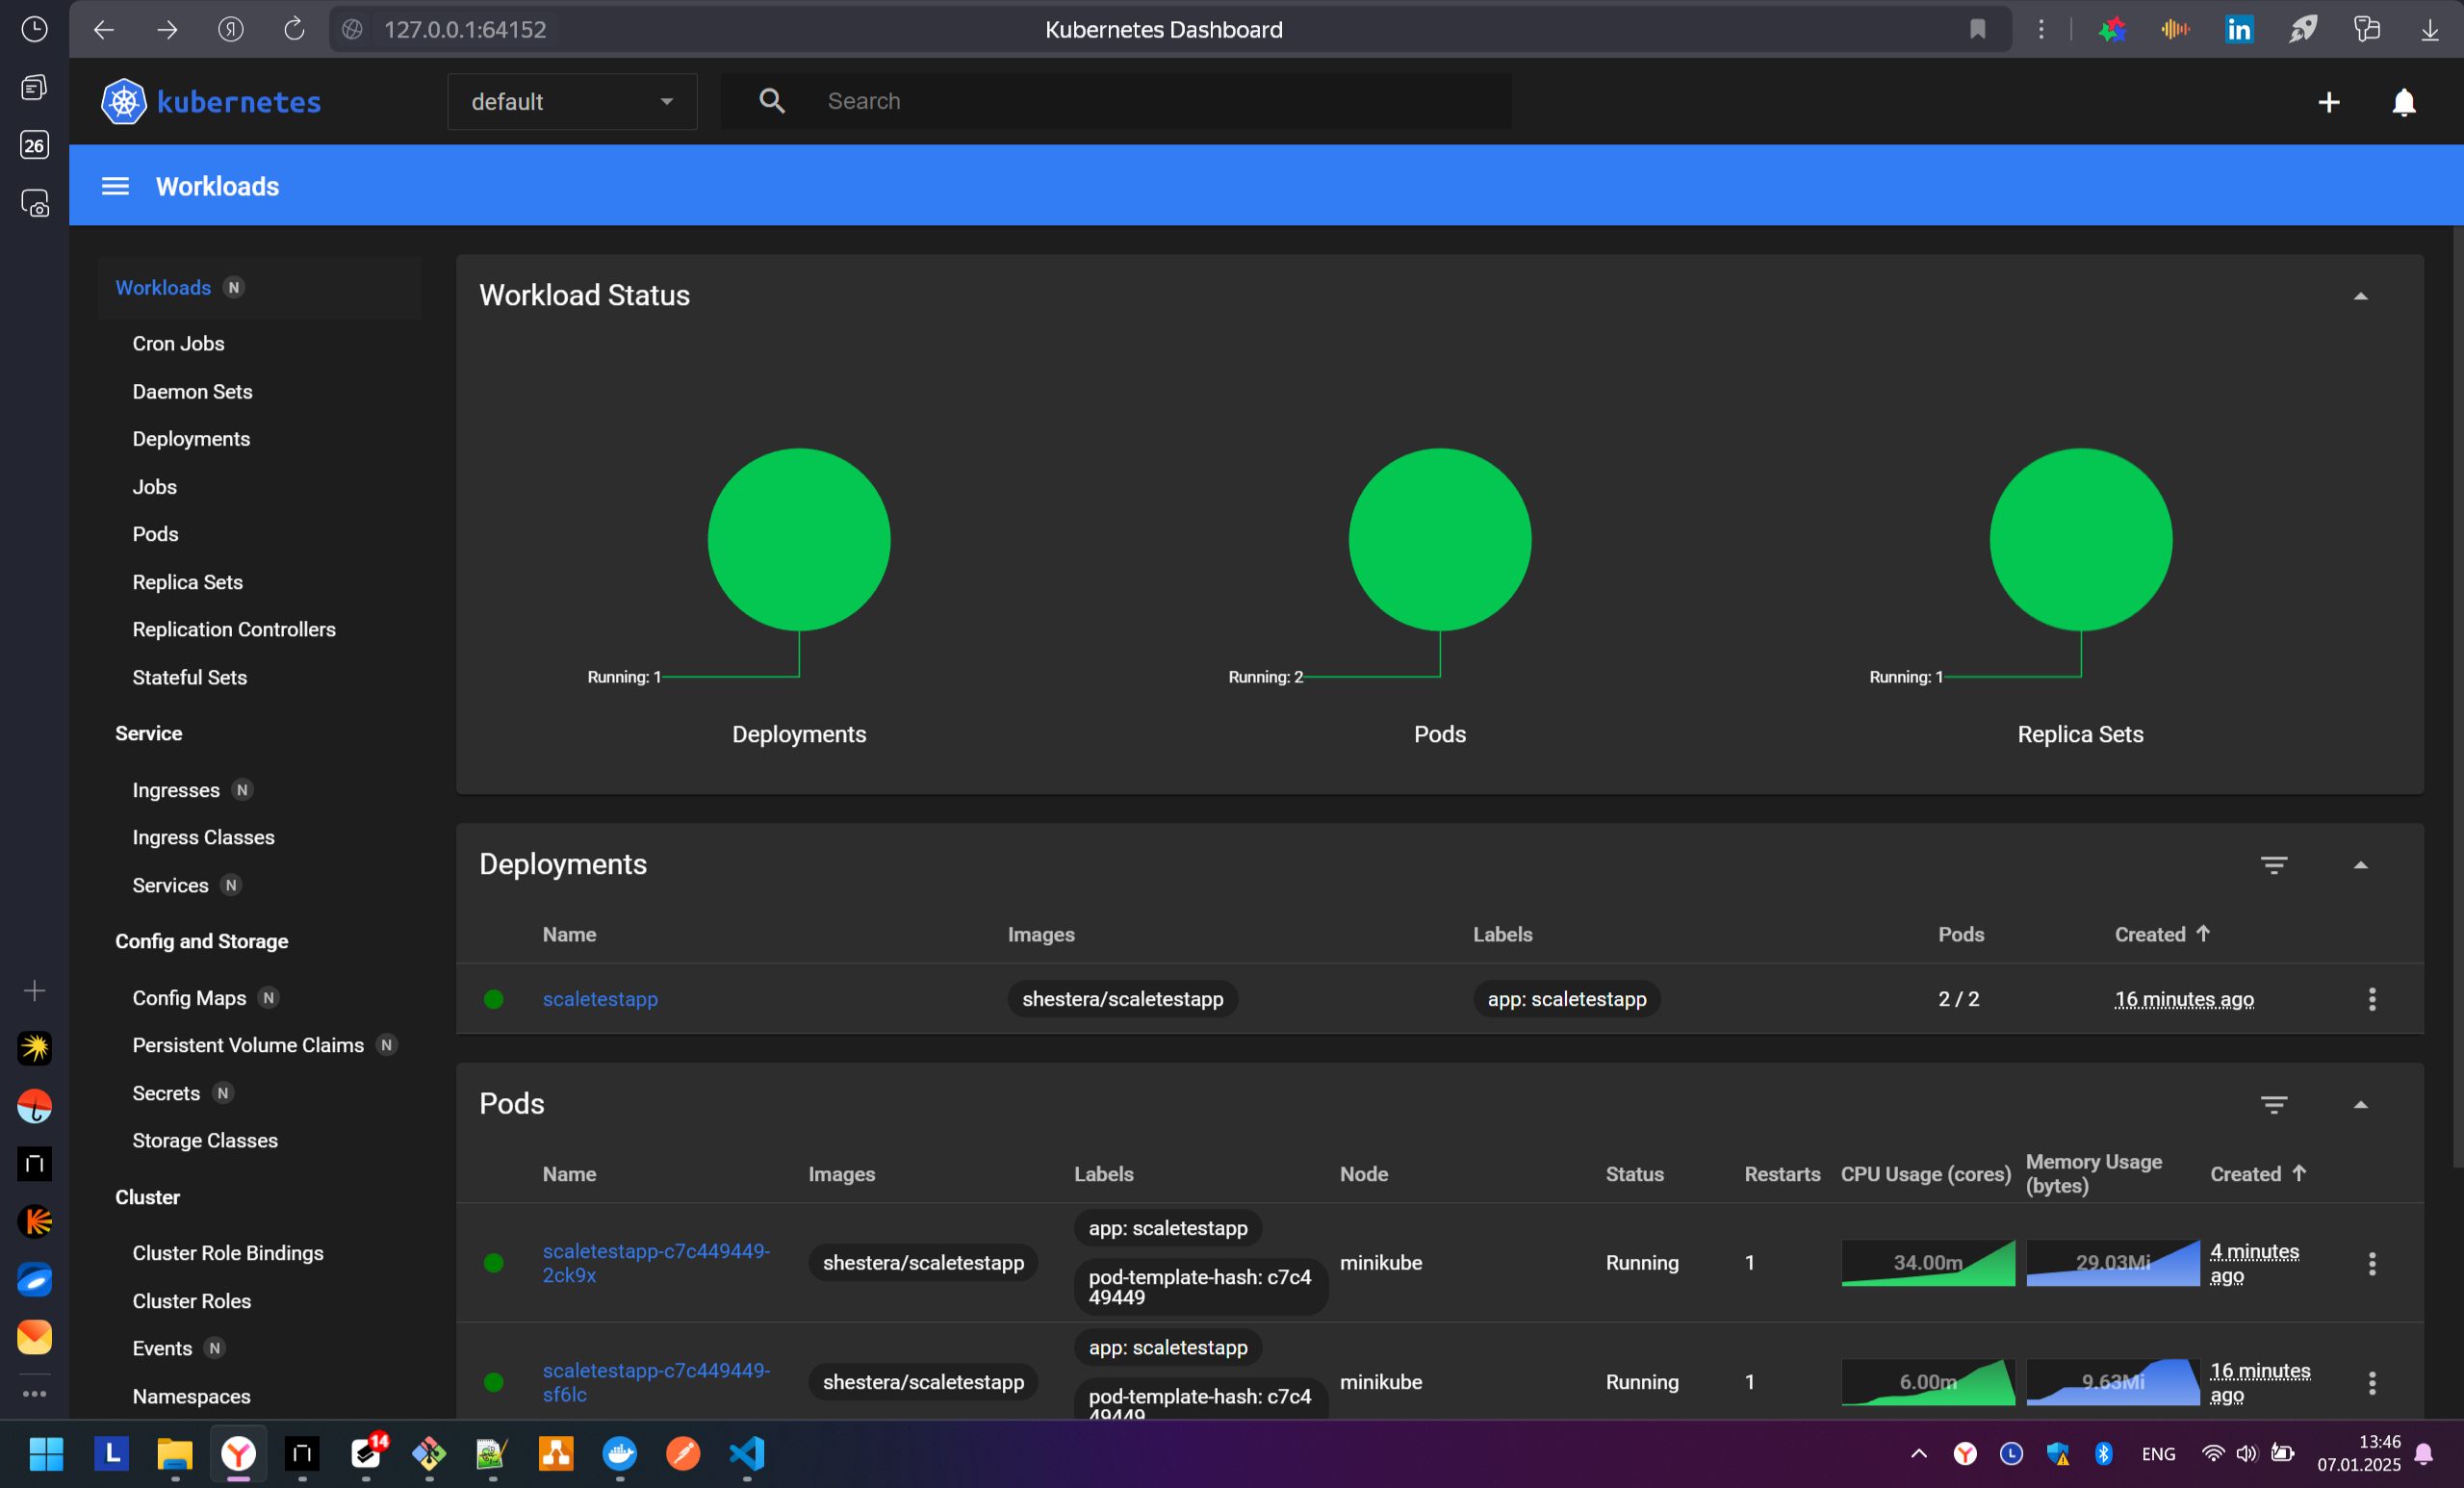 127.0.0.1:64152
Kubernetes Dashboard
26
kubernetes
default
Search
Workloads
Workloads N
Cron Jobs
Daemon Sets
Deployments
Jobs
Pods
Replica Sets
Replication Controllers
Stateful Sets
Service
Ingresses N
Ingress Classes
Services N
Config and Storage
Config Maps N
Persistent Volume Claims N
Secrets N
Storage Classes
Cluster
Cluster Role Bindings
Cluster Roles
Events N
Namespaces
Workload Status
Running: 1
Deployments
Running: 2
Pods
Running: 1
Replica Sets
Deployments
Name Images Labels Pods Created
scaletestapp shestera/scaletestapp app: scaletestapp 2 / 2 16 minutes ago
Pods
Name Images Labels Node Status Restarts CPU Usage (cores) Memory Usage
(bytes) Created
scaletestapp-c7c449449-
2ck9x
shestera/scaletestapp
app: scaletestapp
pod-template-hash: c7c4
49449
minikube
Running
1
34.00m
29.03Mi
4 minutes
ago
scaletestapp-c7c449449-
sf6lc
shestera/scaletestapp
app: scaletestapp
pod-template-hash: c7c4
49449
minikube
Running
1
6.00m
9.63Mi
16 minutes
ago
14
ENG
13:46
07.01.2025